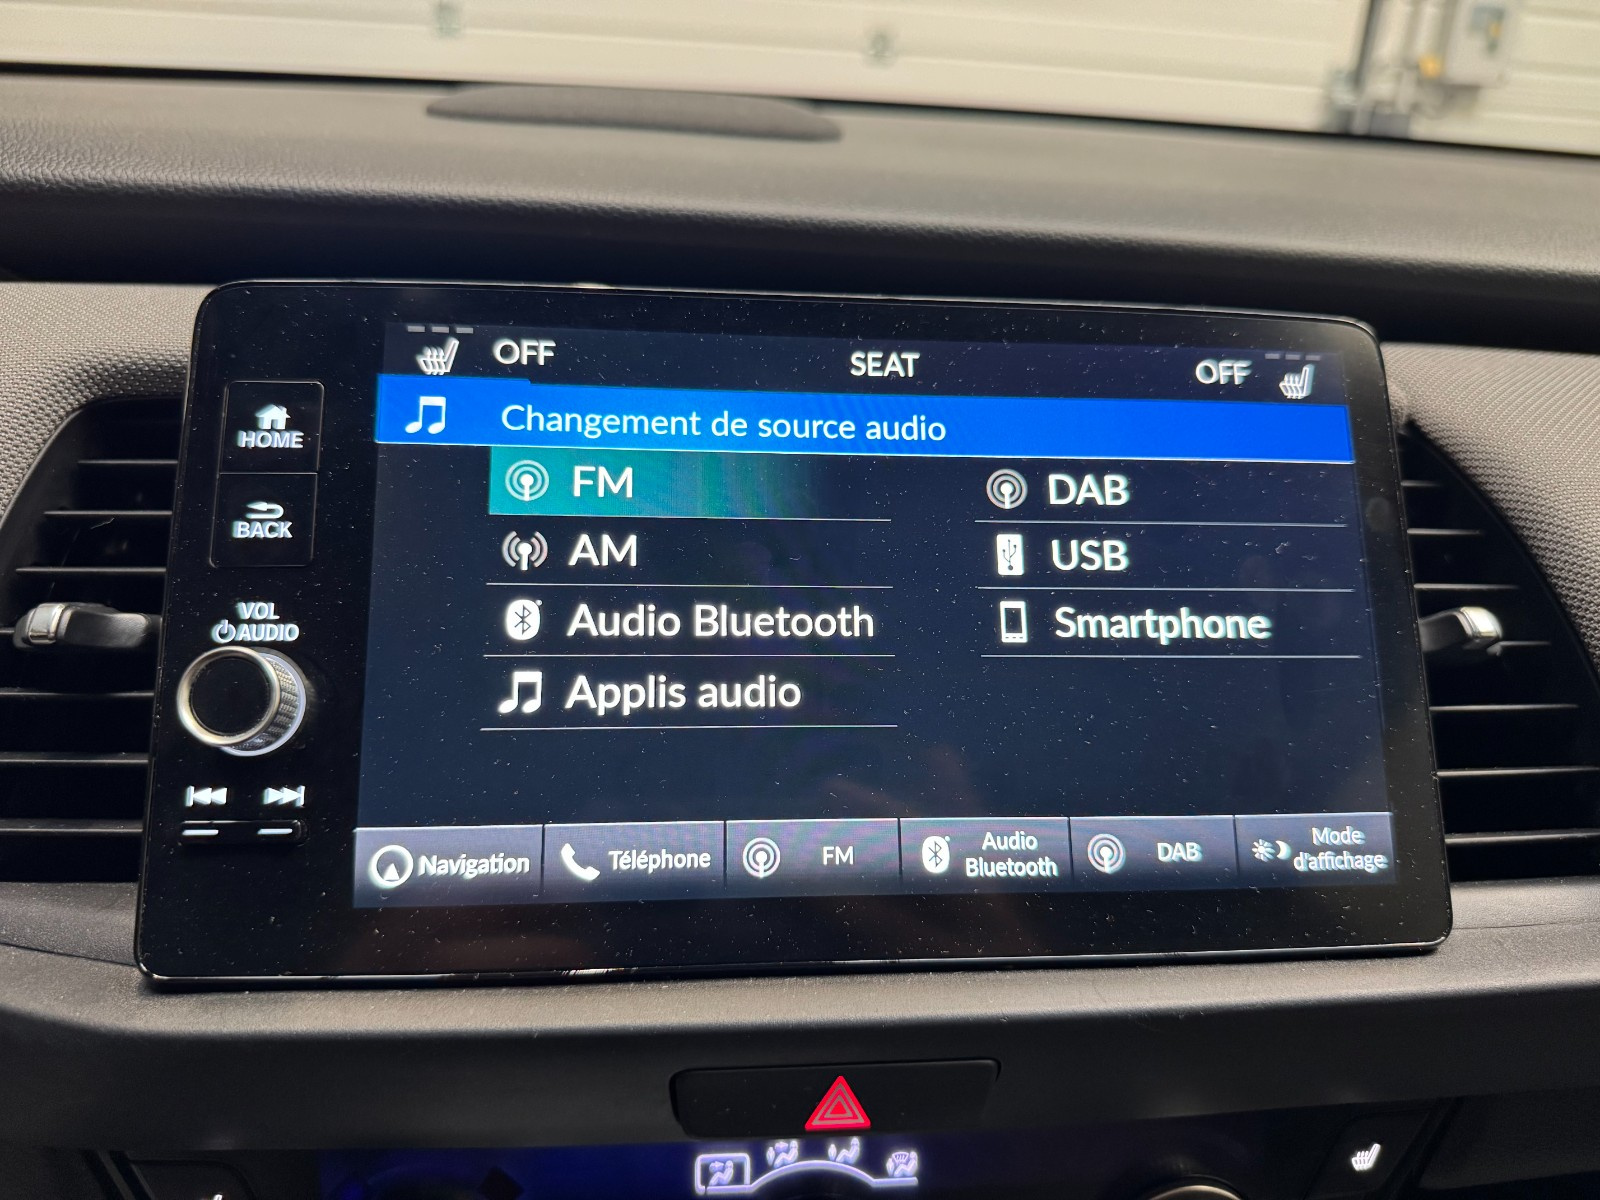 OFF SEAT OFF
Changement de source audio
HOME
BACK
VOL
AUDIO
FM
DAB
AM
USB
Audio Bluetooth
Smartphone
Applis audio
Navigation
Téléphone
FM
Audio
Bluetooth
DAB
Mode
d'affichage